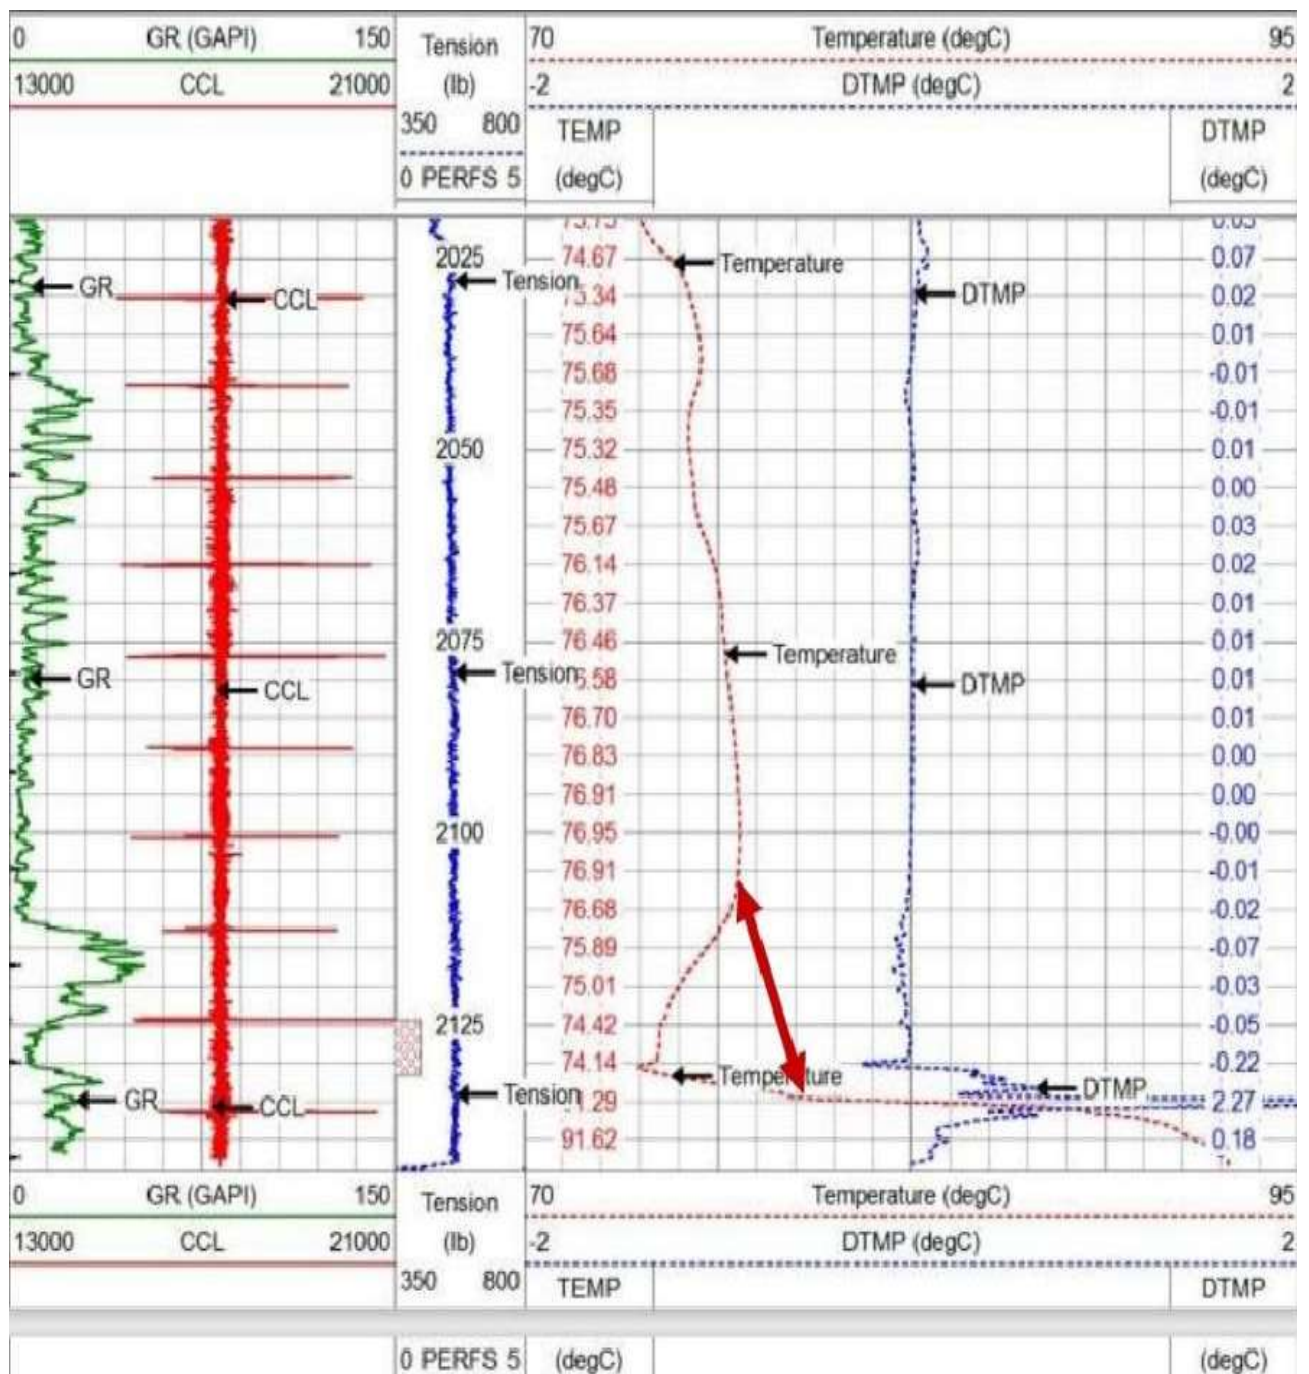 0 GR (GAPI) 150
13000 CCL 21000
Tension
(lb)
350 800
0 PERFS 5
70 Temperature (degC) 95
-2 DTMP (degC) 2
TEMP
(degC)
DTMP
(degC)
2025 74.67 Temperature 0.07
GR CCL Tension DTMP 0.02
75.64 0.01
75.68 -0.01
75.35 -0.01
2050 75.32 0.01
75.48 0.00
75.67 0.03
76.14 0.02
76.37 0.01
2075 76.46 Temperature 0.01
GR CCL Tension DTMP 0.01
76.70 0.01
76.83 0.00
76.91 0.00
2100 76.95 -0.00
76.91 -0.01
76.68 -0.02
75.89 -0.07
75.01 -0.03
2125 74.42 -0.05
74.14 -0.22
Temperature DTMP
GR CCL Tension 2.27
91.62 0.18
0 GR (GAPI) 150
13000 CCL 21000
Tension
(lb)
350 800
70 Temperature (degC) 95
-2 DTMP (degC) 2
TEMP DTMP
0 PERFS 5 (degC) (degC)